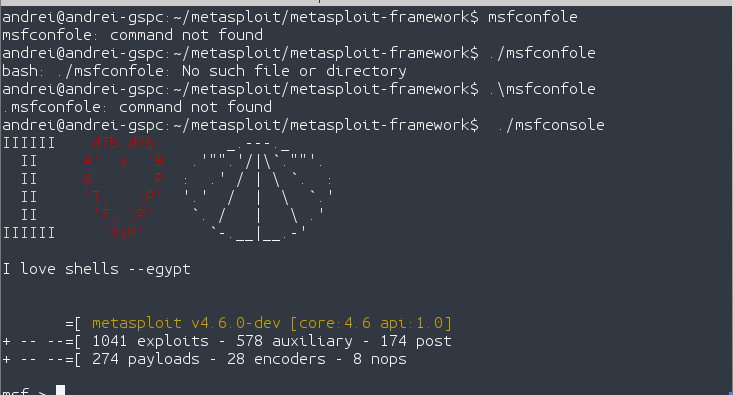 andrei@andrei-gspc:~/metasploit/metasploit-framework$ msfconfole
msfconfole: command not found
andrei@andrei-gspc:~/metasploit/metasploit-framework$ ./msfconfole
bash: ./msfconfole: No such file or directory
andrei@andrei-gspc:~/metasploit/metasploit-framework$ .\msfconfole
.msfconfole: command not found
andrei@andrei-gspc:~/metasploit/metasploit-framework$  ./msfconsole
IIIIII
II
II
II
II
IIIIII
I love shells --egypt
=[ metasploit v4.6.0-dev [core:4.6 api:1.0]
+ -- --=[ 1041 exploits - 578 auxiliary - 174 post
+ -- --=[ 274 payloads - 28 encoders - 8 nops
msf >